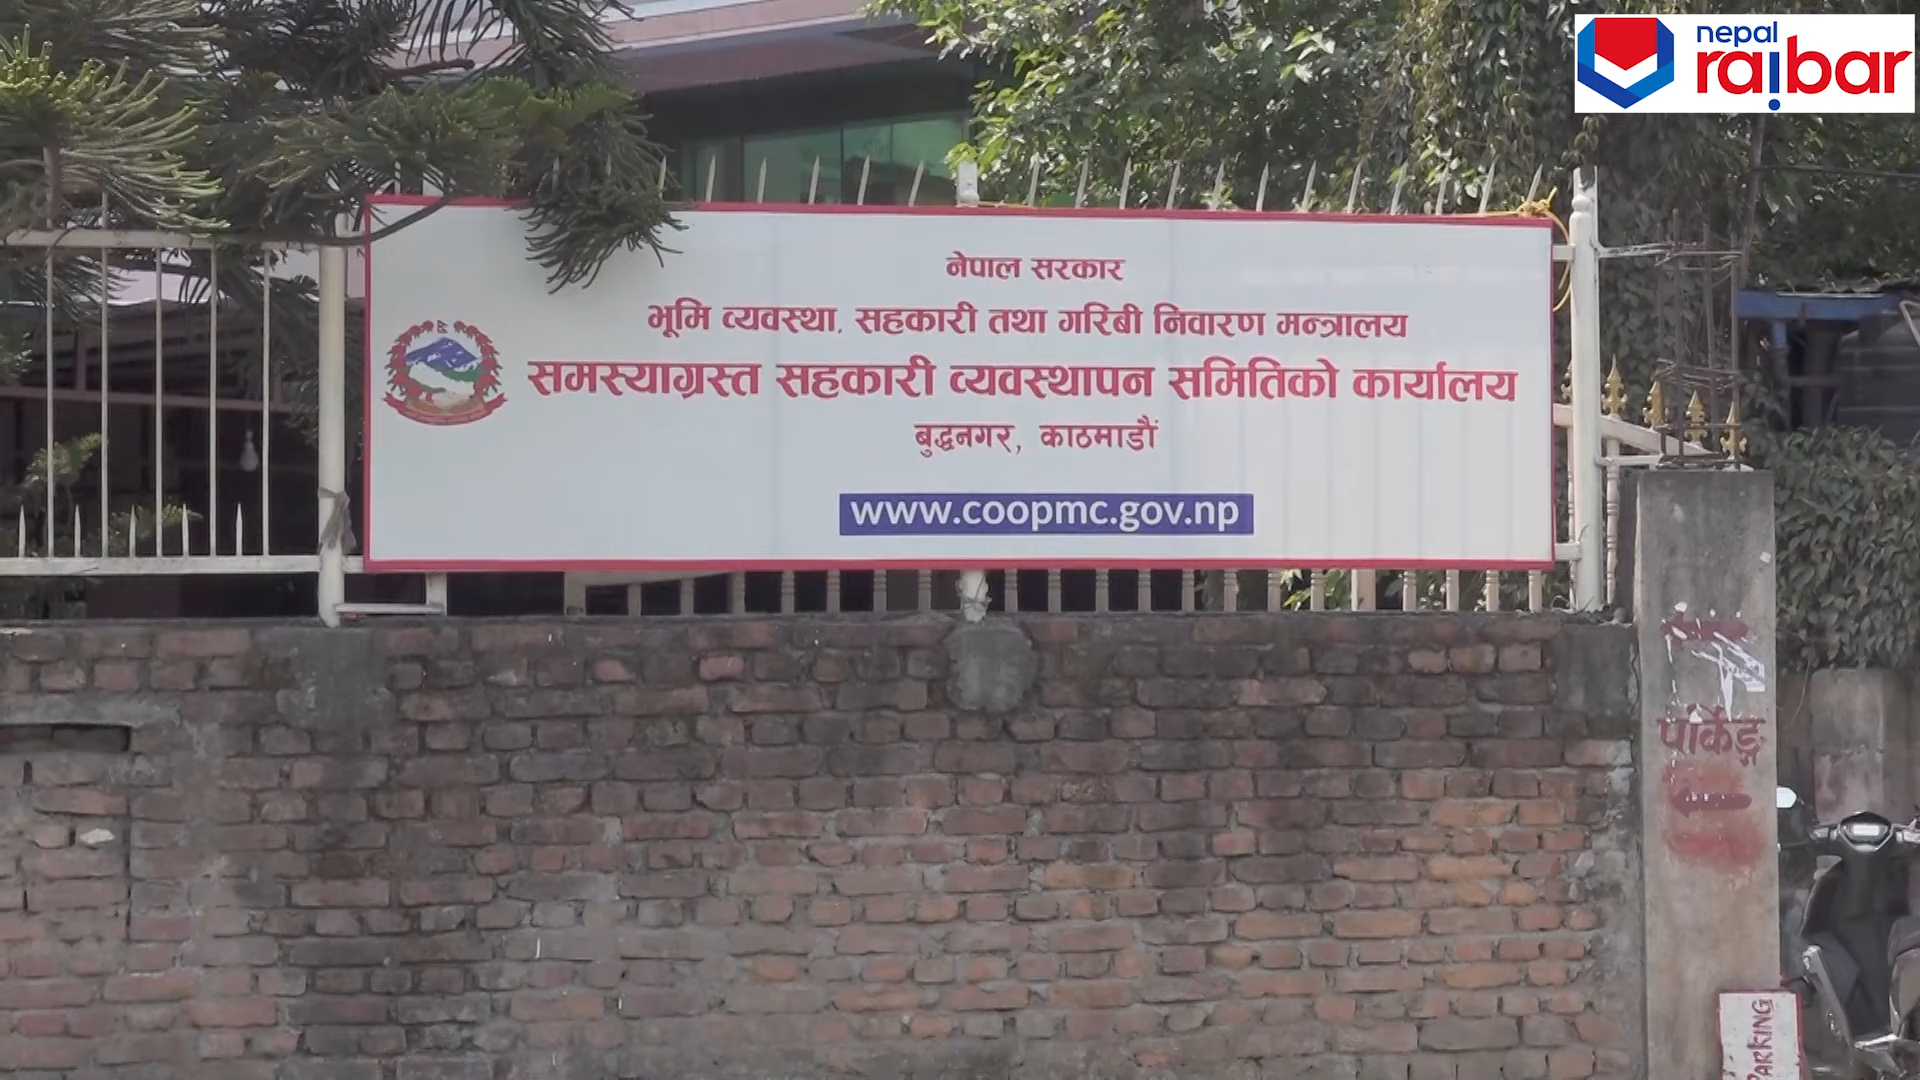 nepal
raibar
नेपाल सरकार
भूमि व्यवस्था, सहकारी तथा गरिबी निवारण मन्त्रालय
समस्याग्रस्त सहकारी व्यवस्थापन समितिको कार्यालय
बुद्धनगर, काठमाडौं
www.coopmc.gov.np
पार्केङ्ग
PARKING